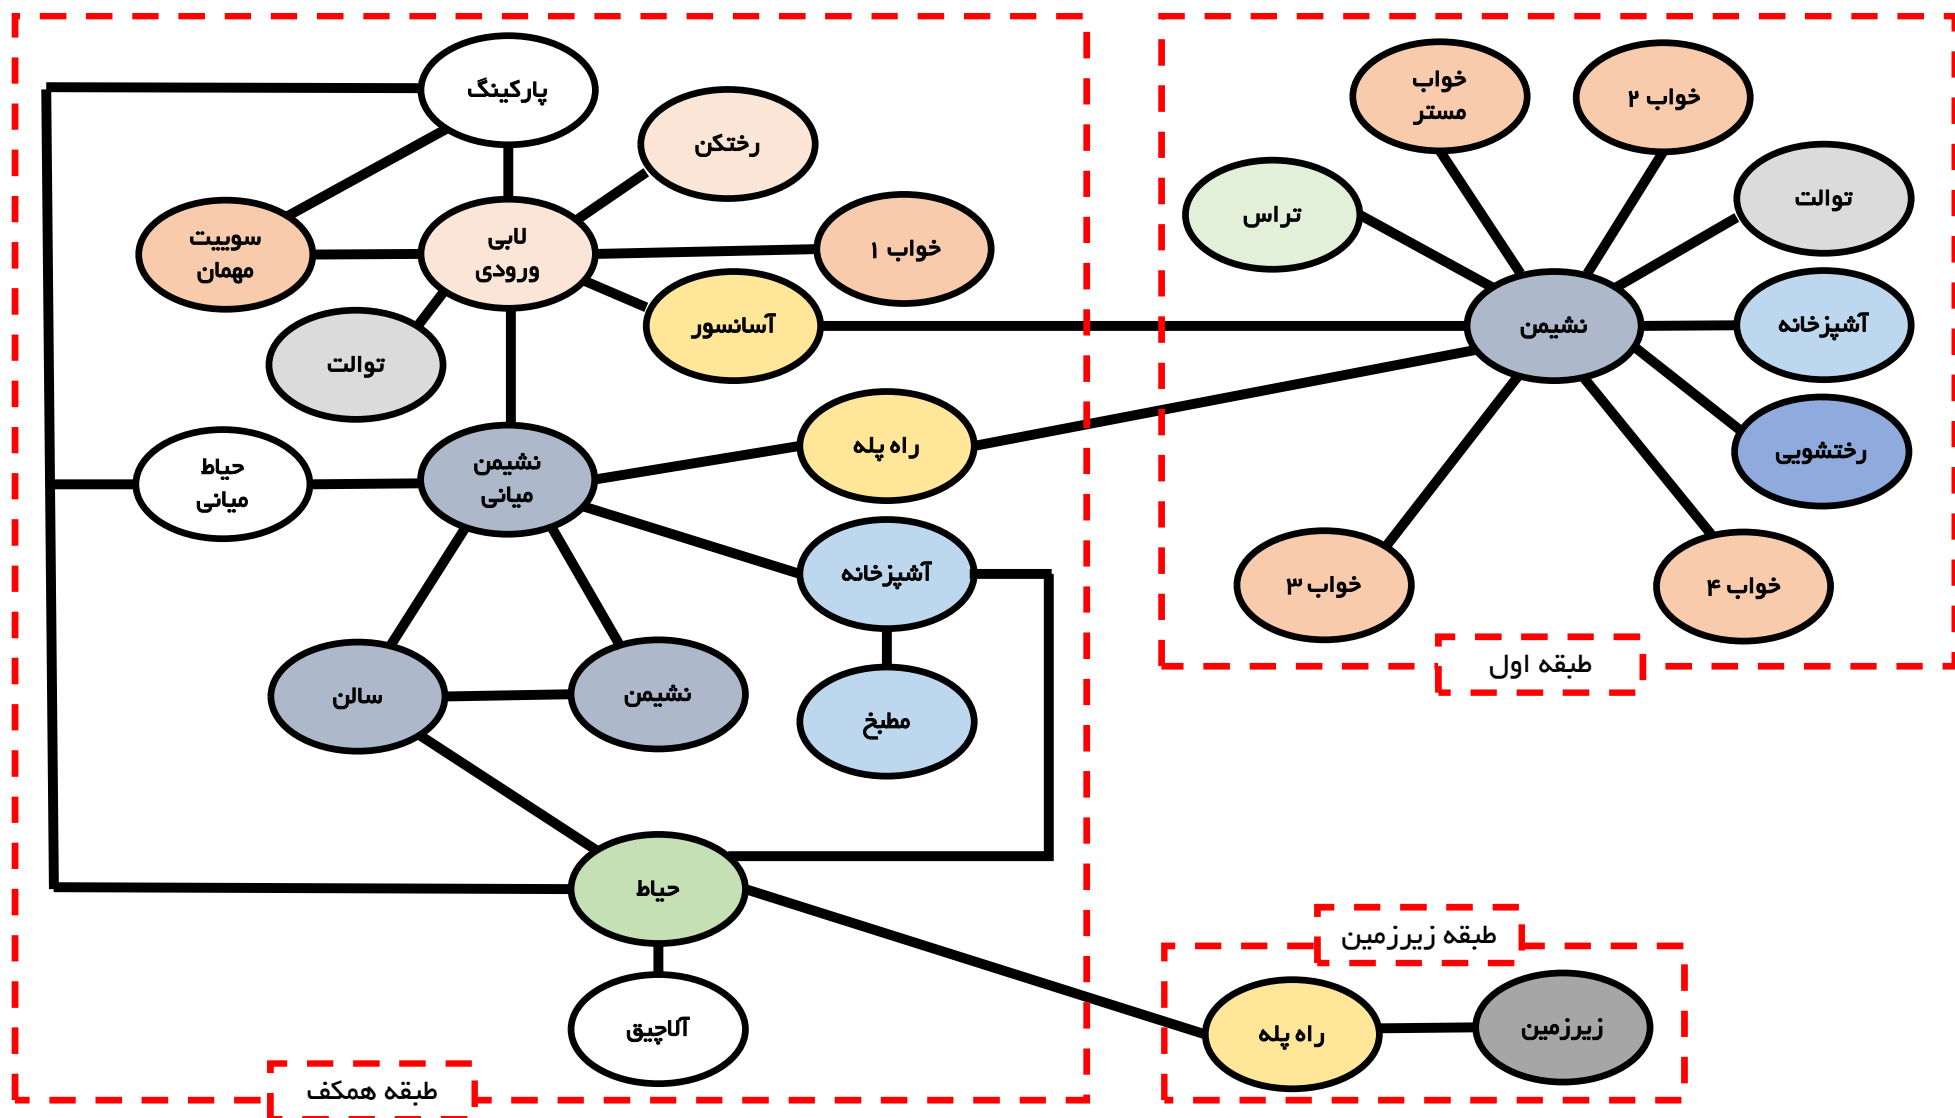 پارکینگ
رختکن
لابی
ورودی
سوییت
مهمان
خواب ۱
آسانسور
توالت
راه پله
نشیمن
میانی
حیاط
میانی
آشپزخانه
سالن
نشیمن
مطبخ
حیاط
آلاچیق
طبقه همکف
خواب
مستر
خواب ۲
تراس
توالت
نشیمن
آشپزخانه
رختشویی
خواب ۳
خواب ۴
طبقه اول
طبقه زیرزمین
راه پله
زیرزمین